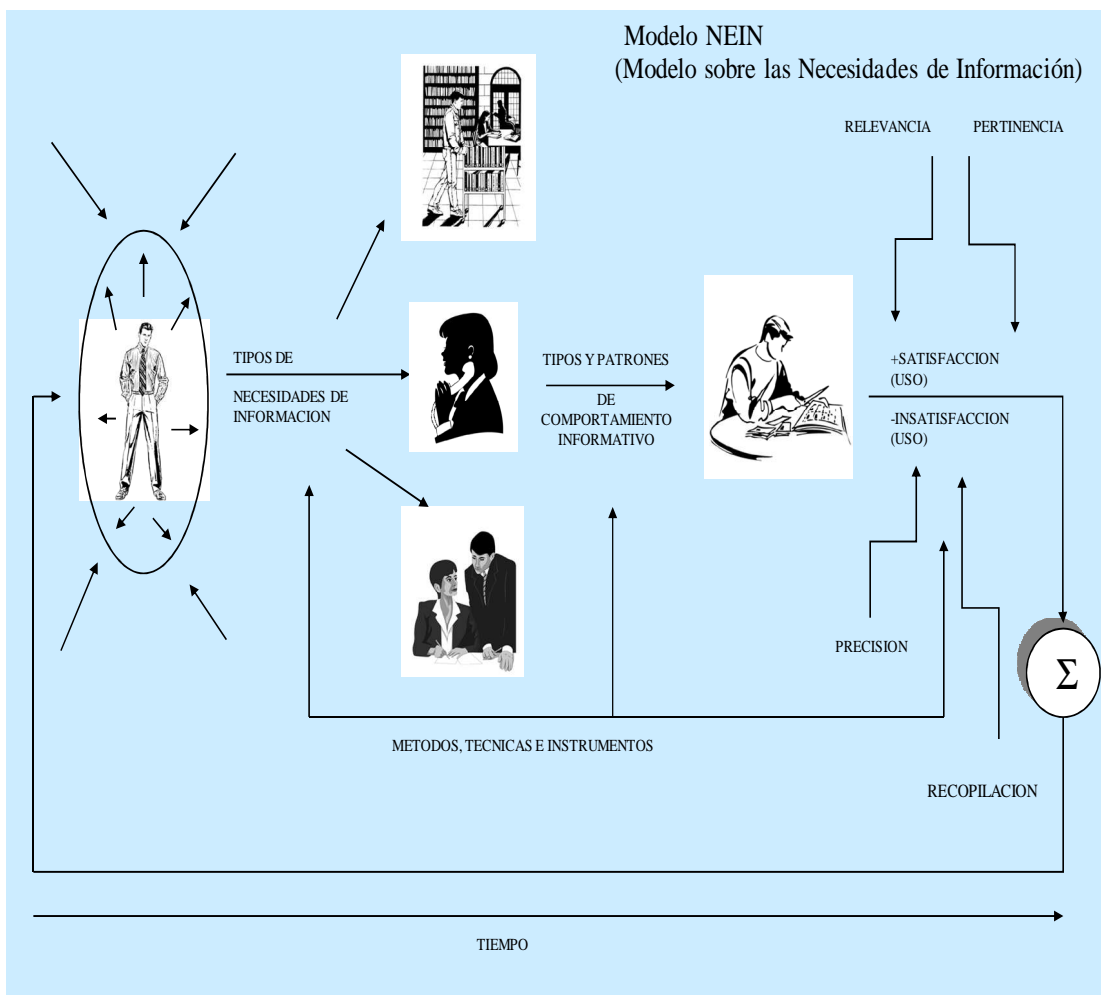 Modelo NEIN
(Modelo sobre las Necesidades de Información)
RELEVANCIA
PERTINENCIA
TIPOS DE
NECESIDADES DE
INFORMACION
TIPOS Y PATRONES
DE
COMPORTAMIENTO
INFORMATIVO
+SATISFACCION
(USO)
-INSATISFACCION
(USO)
PRECISION
Σ
METODOS, TECNICAS E INSTRUMENTOS
RECOPILACION
TIEMPO